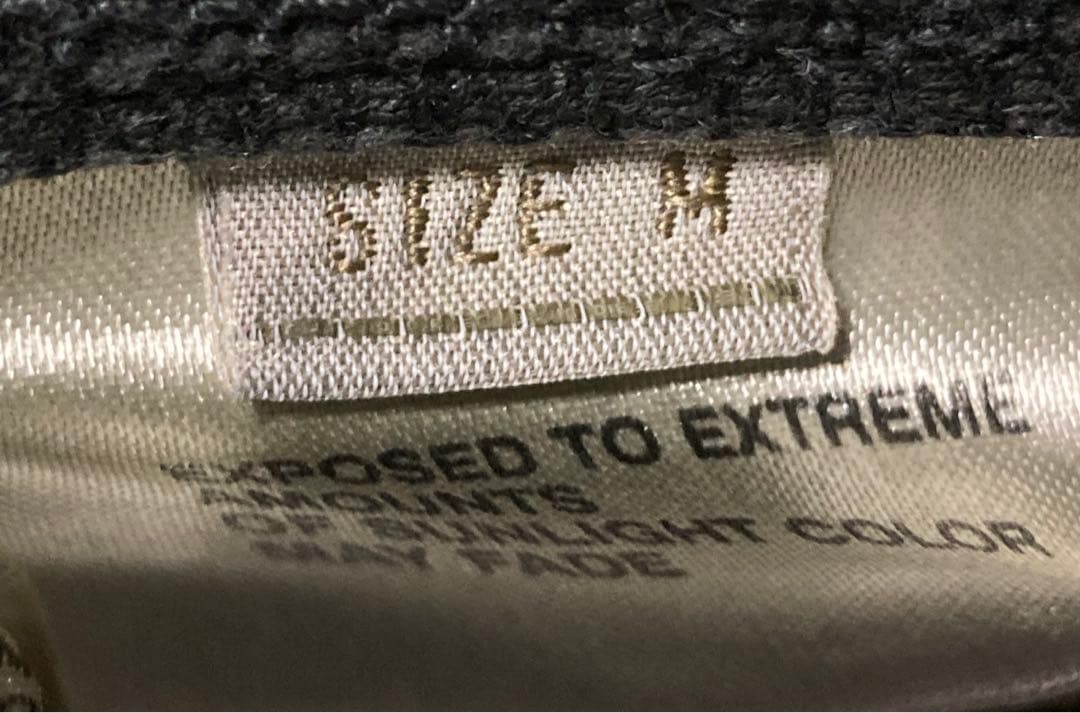 SIZE M
EXPOSED TO EXTREME
AMOUNTS
OF SUNLIGHT COLOR
MAY FADE